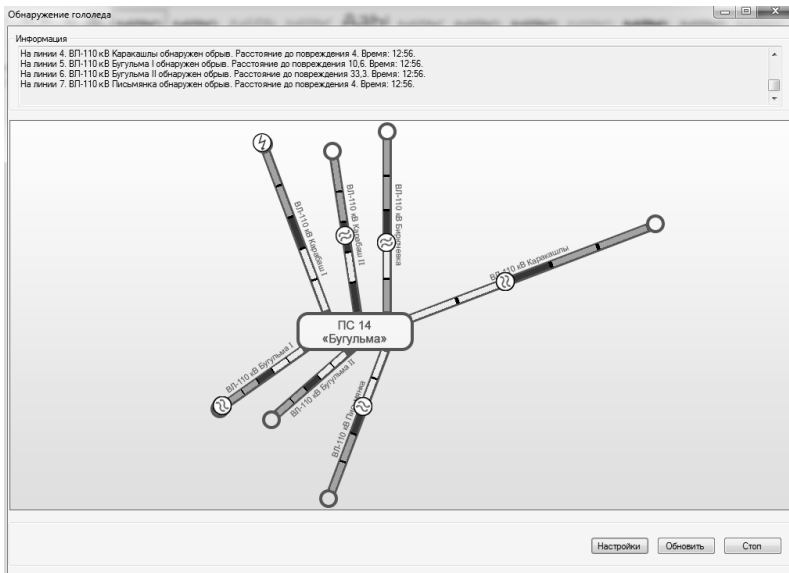 Обнаружение гололеда
Информация
На линии 4. ВП-110 кВ Каракашлы обнаружен обрыв. Расстояние до повреждения 4. Время: 12:56.
На линии 5. ВП-110 кВ Бугульма I обнаружен обрыв. Расстояние до повреждения 10,6. Время: 12:56.
На линии 6. ВП-110 кВ Бугульма II обнаружен обрыв. Расстояние до повреждения 33,3. Время: 12:56.
На линии 7. ВП-110 кВ Письмянка обнаружен обрыв. Расстояние до повреждения 4. Время: 12:56.
ВЛ-110 кВ Карабаш I
ВЛ-110 кВ Карабаш II
ВЛ-110 кВ Бирючевка
ВЛ-110 кВ Каракашлы
ПС 14
«Бугульма»
ВЛ-110 кВ Бугульма I
ВЛ-110 кВ Бугульма II
ВЛ-110 кВ Письмянка
Настройки
Обновить
Стоп